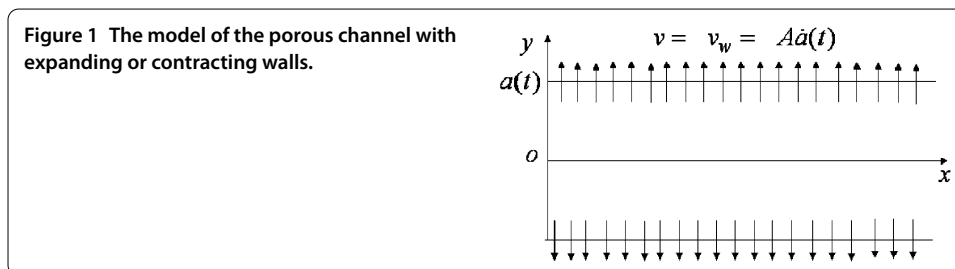 Figure 1 The model of the porous channel with
expanding or contracting walls.
y
v = v_w = Aȧ(t)
a(t)
o
x